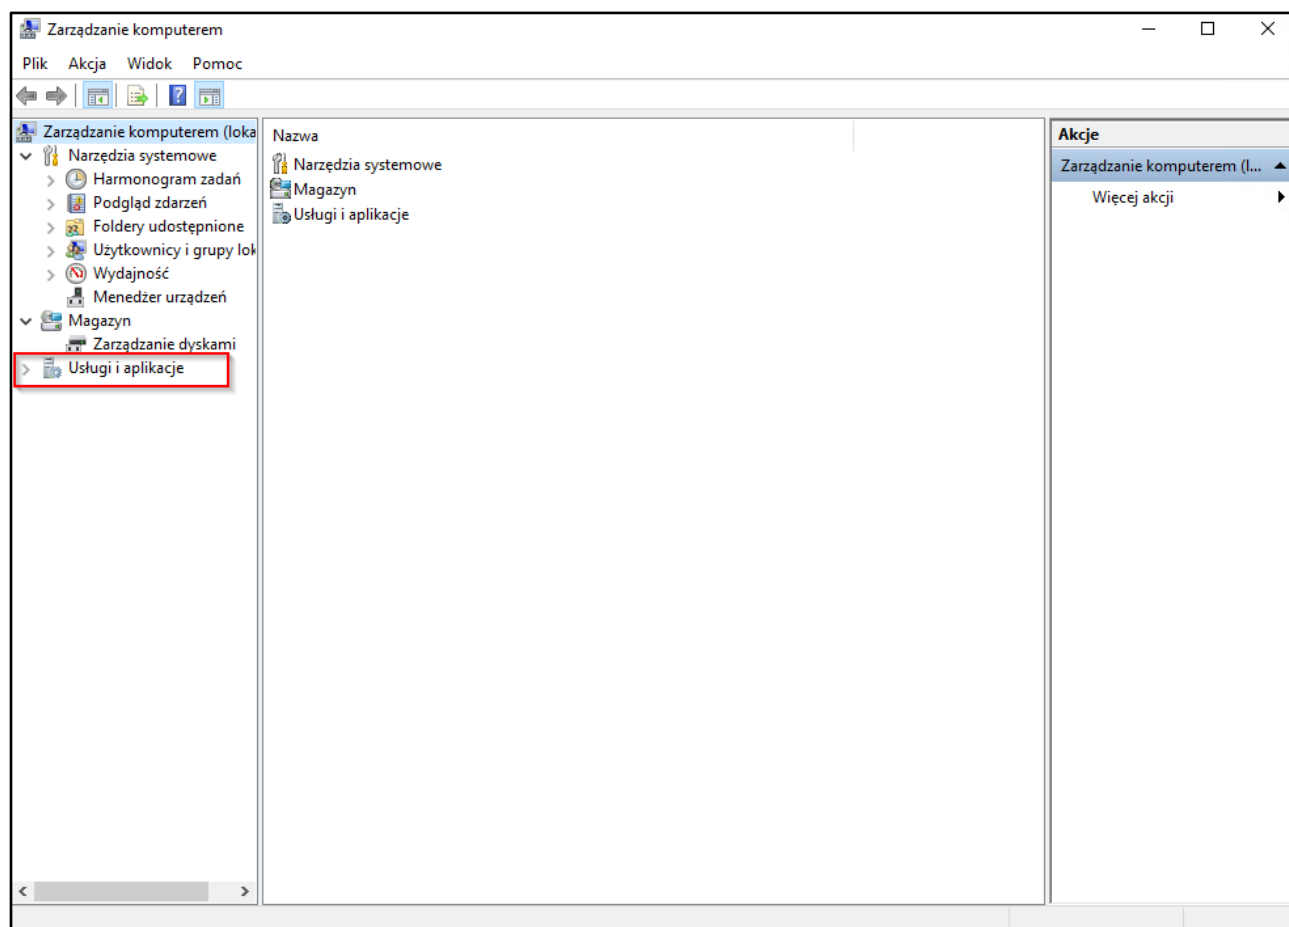 Zarządzanie komputerem
Plik Akcja Widok Pomoc
Zarządzanie komputerem (loka
Narzędzia systemowe
Harmonogram zadań
Podgląd zdarzeń
Foldery udostępnione
Użytkownicy i grupy lok
Wydajność
Menedżer urządzeń
Magazyn
Zarządzanie dyskami
Usługi i aplikacje
Nazwa
Narzędzia systemowe
Magazyn
Usługi i aplikacje
Akcje
Zarządzanie komputerem (l...
Więcej akcji